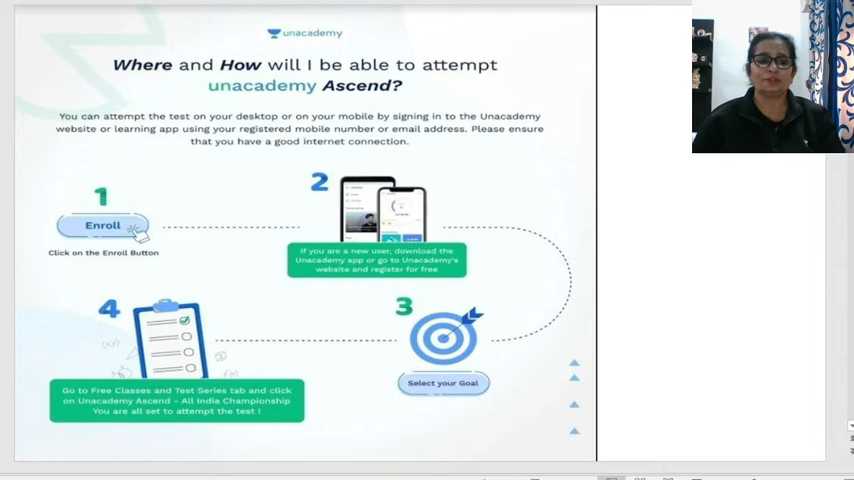 unacademy
Where and How will I be able to attempt
unacademy Ascend?
You can attempt the test on your desktop or on your mobile by signing in to the Unacademy
website or learning app using your registered mobile number or email address. Please ensure
that you have a good internet connection.
1
Enroll
Click on the Enroll Button
2
If you are a new user, download the
Unacademy app or go to Unacademy's
website and register for free
3
Select your Goal
4
Go to Free Classes and Test Series tab and click
on Unacademy Ascend - All India Championship
You are all set to attempt the test !